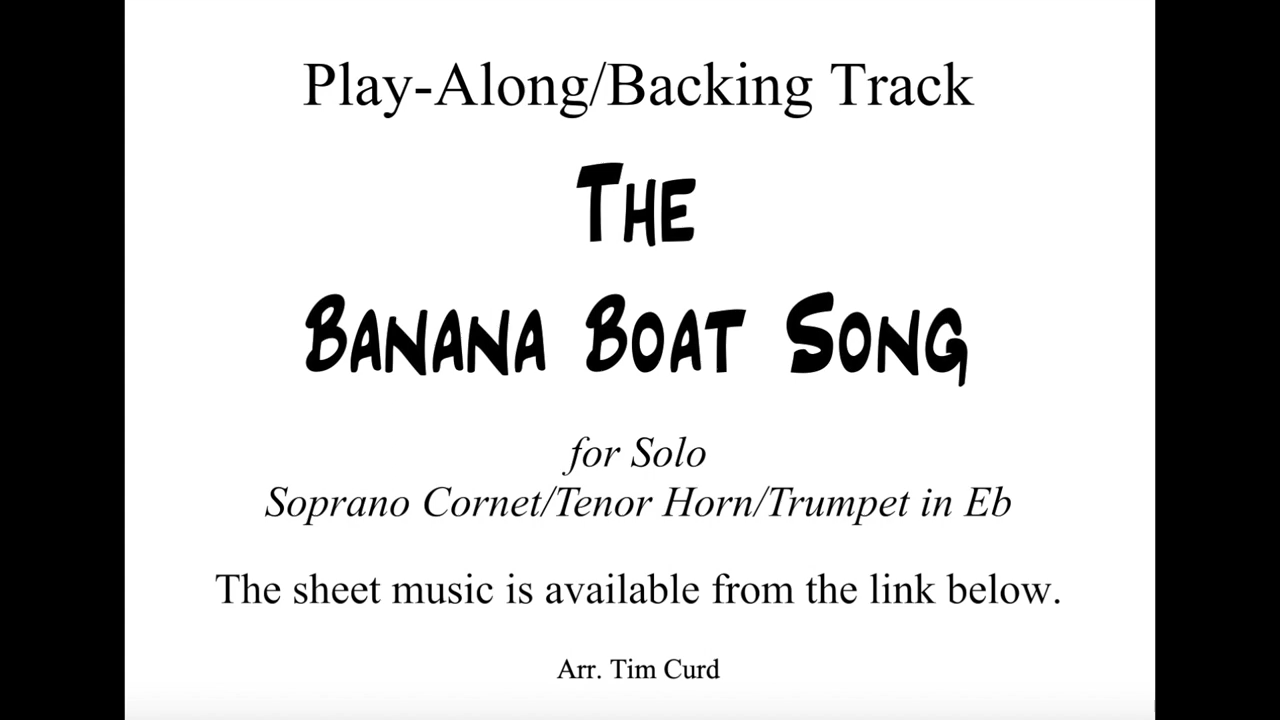 Play-Along/Backing Track
THE
BANANA BOAT SONG
for Solo
Soprano Cornet/Tenor Horn/Trumpet in Eb
The sheet music is available from the link below.
Arr. Tim Curd